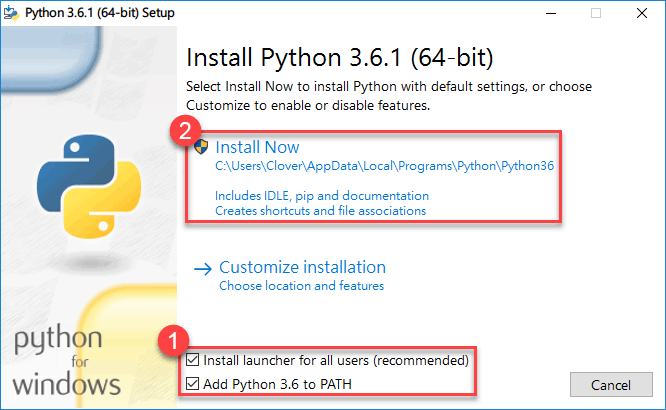 Python 3.6.1 (64-bit) Setup
Install Python 3.6.1 (64-bit)
Select Install Now to install Python with default settings, or choose
Customize to enable or disable features.
2
Install Now
C:\Users\Clover\AppData\Local\Programs\Python\Python36
Includes IDLE, pip and documentation
Creates shortcuts and file associations
Customize installation
Choose location and features
1
Install launcher for all users (recommended)
Add Python 3.6 to PATH
Cancel
python
for
windows